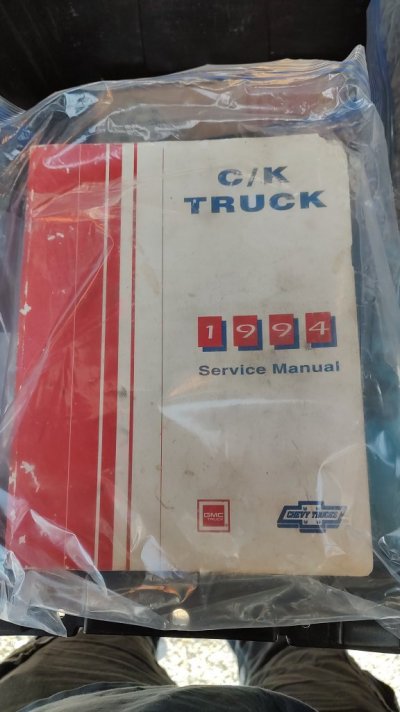 C/K
TRUCK
1994
Service Manual
GMC
TRUCK
CHEVY TRUCKS